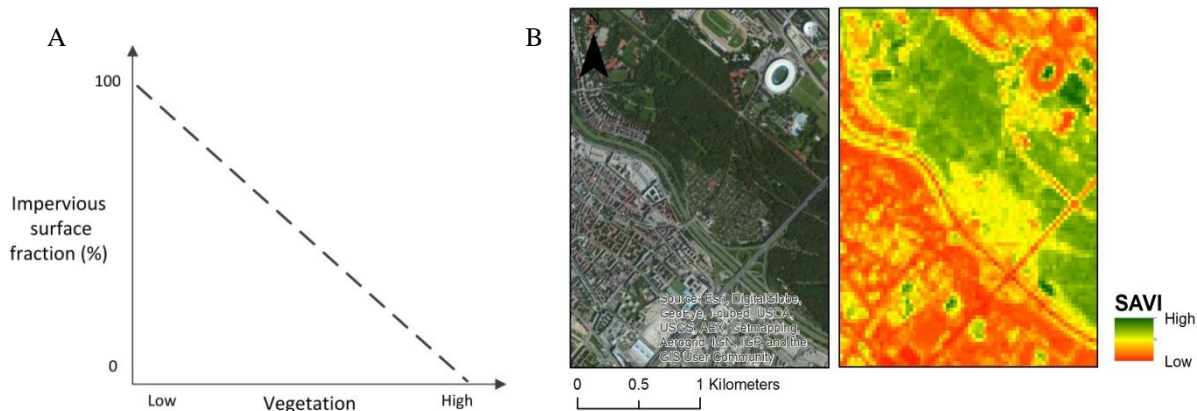 A
100
Impervious
surface
fraction (%)
0
Low
Vegetation
High
B
N
Source: Esri, DigitalGlobe,
GeoEye, i-cubed, USDA,
USGS, AEX, Getmapping,
Aerogrid, IGN, IGP, and the
GIS User Community
0
0.5
1 Kilometers
SAVI
High
Low